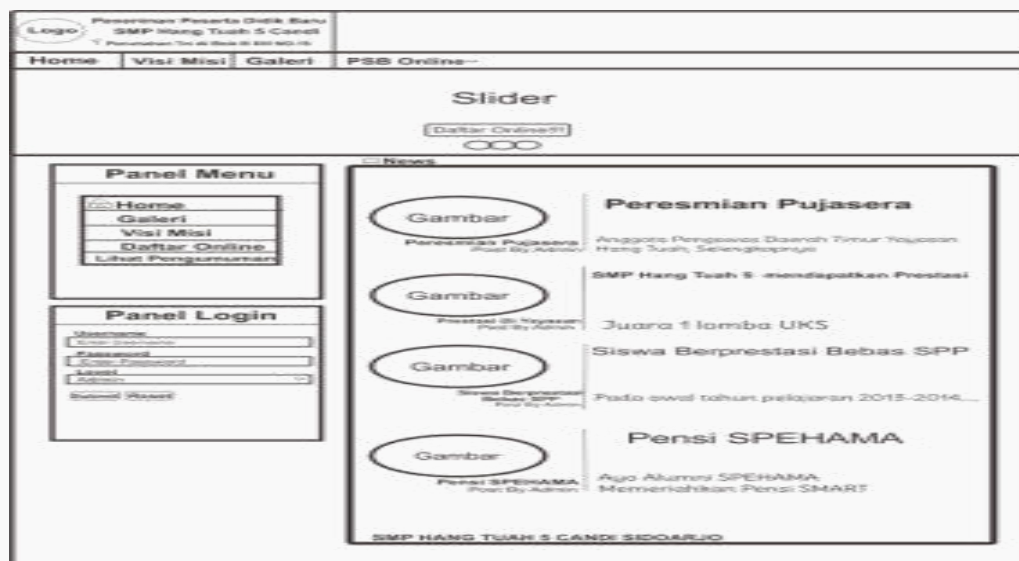 Logo
Penerimaan Peserta Didik Baru
SMP Hang Tuah 5 Candi
Home
Visi Misi
Galeri
PSB Online
Slider
Daftar Online!!!
Panel Menu
Home
Galeri
Visi Misi
Daftar Online
Lihat Pengumuman
Panel Login
Username
Enter Username
Password
Enter Password
Level
Admin
Submit Reset
News
Gambar
Peresmian Pujasera
Post By Admin
Peresmian Pujasera
Anggota Pengawas Daerah Timur Yayasan
Hang Tuah, Selengkapnya
Gambar
Prestasi Di Yayasan
Post By Admin
SMP Hang Tuah 5 mendapatkan Prestasi
Juara 1 lomba UKS
Gambar
Siswa Berprestasi
Bebas SPP
Post By Admin
Siswa Berprestasi Bebas SPP
Pada awal tahun pelajaran 2013-2014....
Gambar
Pensi SPEHAMA
Post By Admin
Pensi SPEHAMA
Ayo Alumni SPEHAMA
Memeriahkan Pensi SMART
SMP HANG TUAH 5 CANDI SIDOARJO